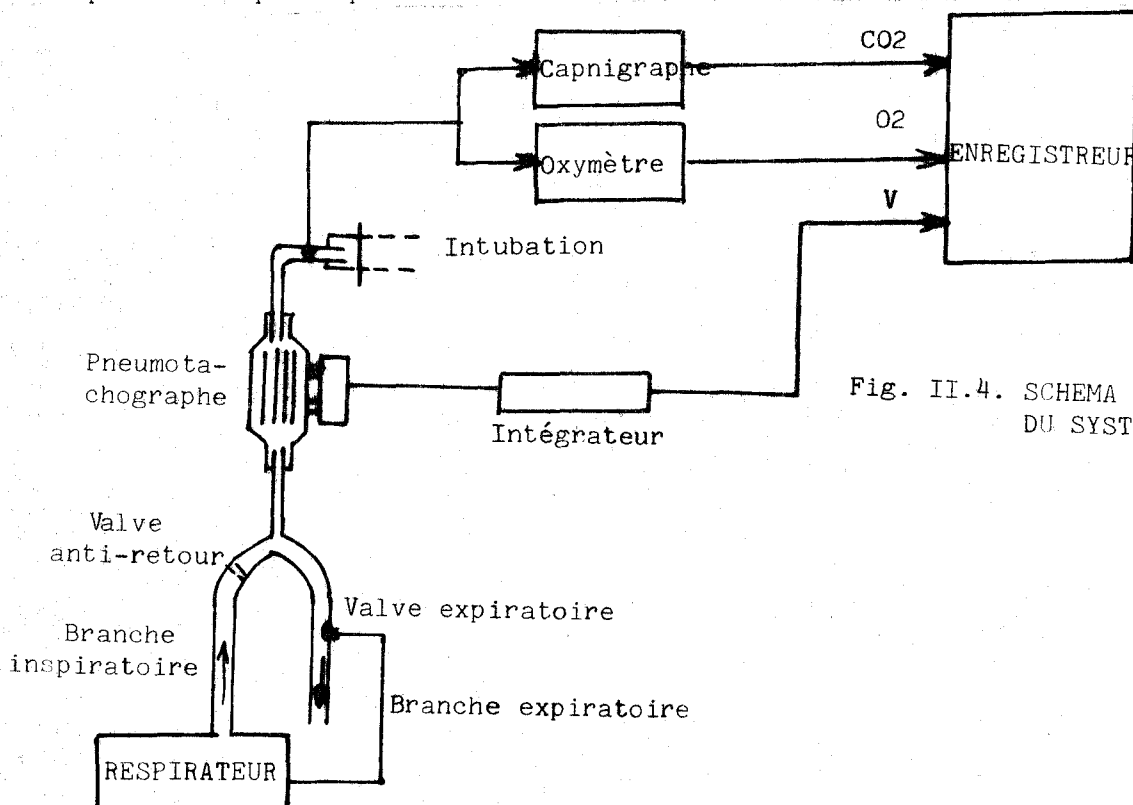 CO2
Capnigraphe
O2
Oxymètre
ENREGISTREUR
V
Intubation
Pneumota-
chographe
Intégrateur
Fig. II.4. SCHEMA
DU SYST
Valve
anti-retour
Valve expiratoire
Branche
inspiratoire
Branche expiratoire
RESPIRATEUR